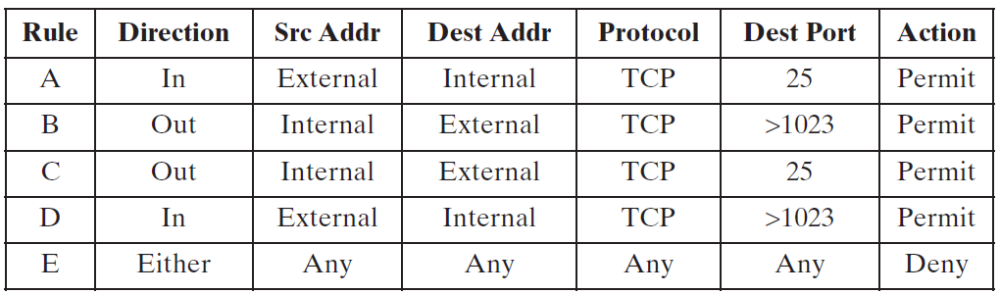 Rule Direction Src Addr Dest Addr Protocol Dest Port Action
A In External Internal TCP 25 Permit
B Out Internal External TCP >1023 Permit
C Out Internal External TCP 25 Permit
D In External Internal TCP >1023 Permit
E Either Any Any Any Any Deny